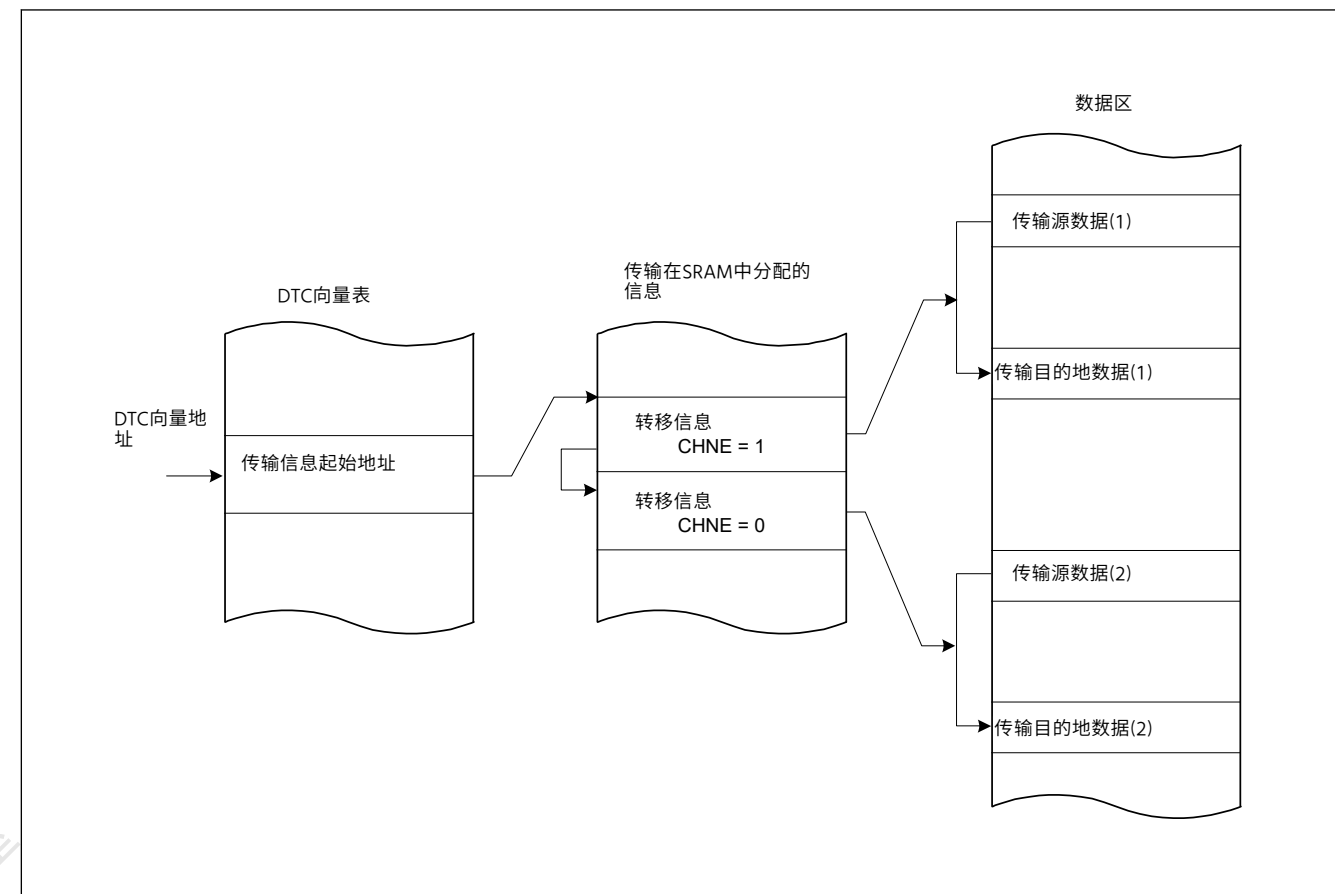 数据区
传输源数据(1)
传输在SRAM中分配的
信息
DTC向量表
传输目的地数据(1)
DTC向量地
址
转移信息
CHNE = 1
传输信息起始地址
转移信息
CHNE = 0
传输源数据(2)
传输目的地数据(2)